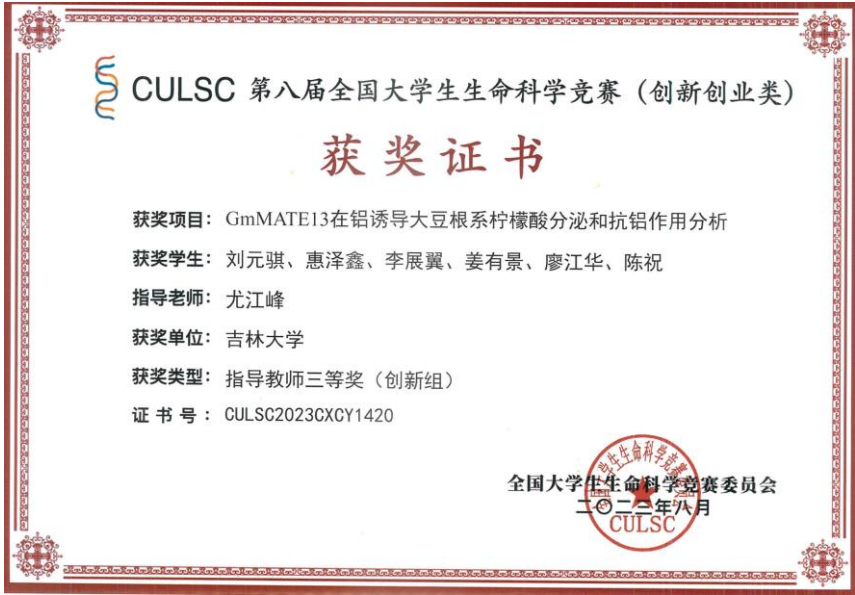 CULSC 第八届全国大学生生命科学竞赛（创新创业类）
获奖证书
获奖项目：GmMATE13在铝诱导大豆根系柠檬酸分泌和抗铝作用分析
获奖学生：刘元骐、惠泽鑫、李展翼、姜有景、廖江华、陈祝
指导老师：尤江峰
获奖单位：吉林大学
获奖类型：指导教师三等奖（创新组）
证书号：CULSC2023CXCY1420
全国大学生生命科学竞赛委员会
二〇二三年八月
CULSC